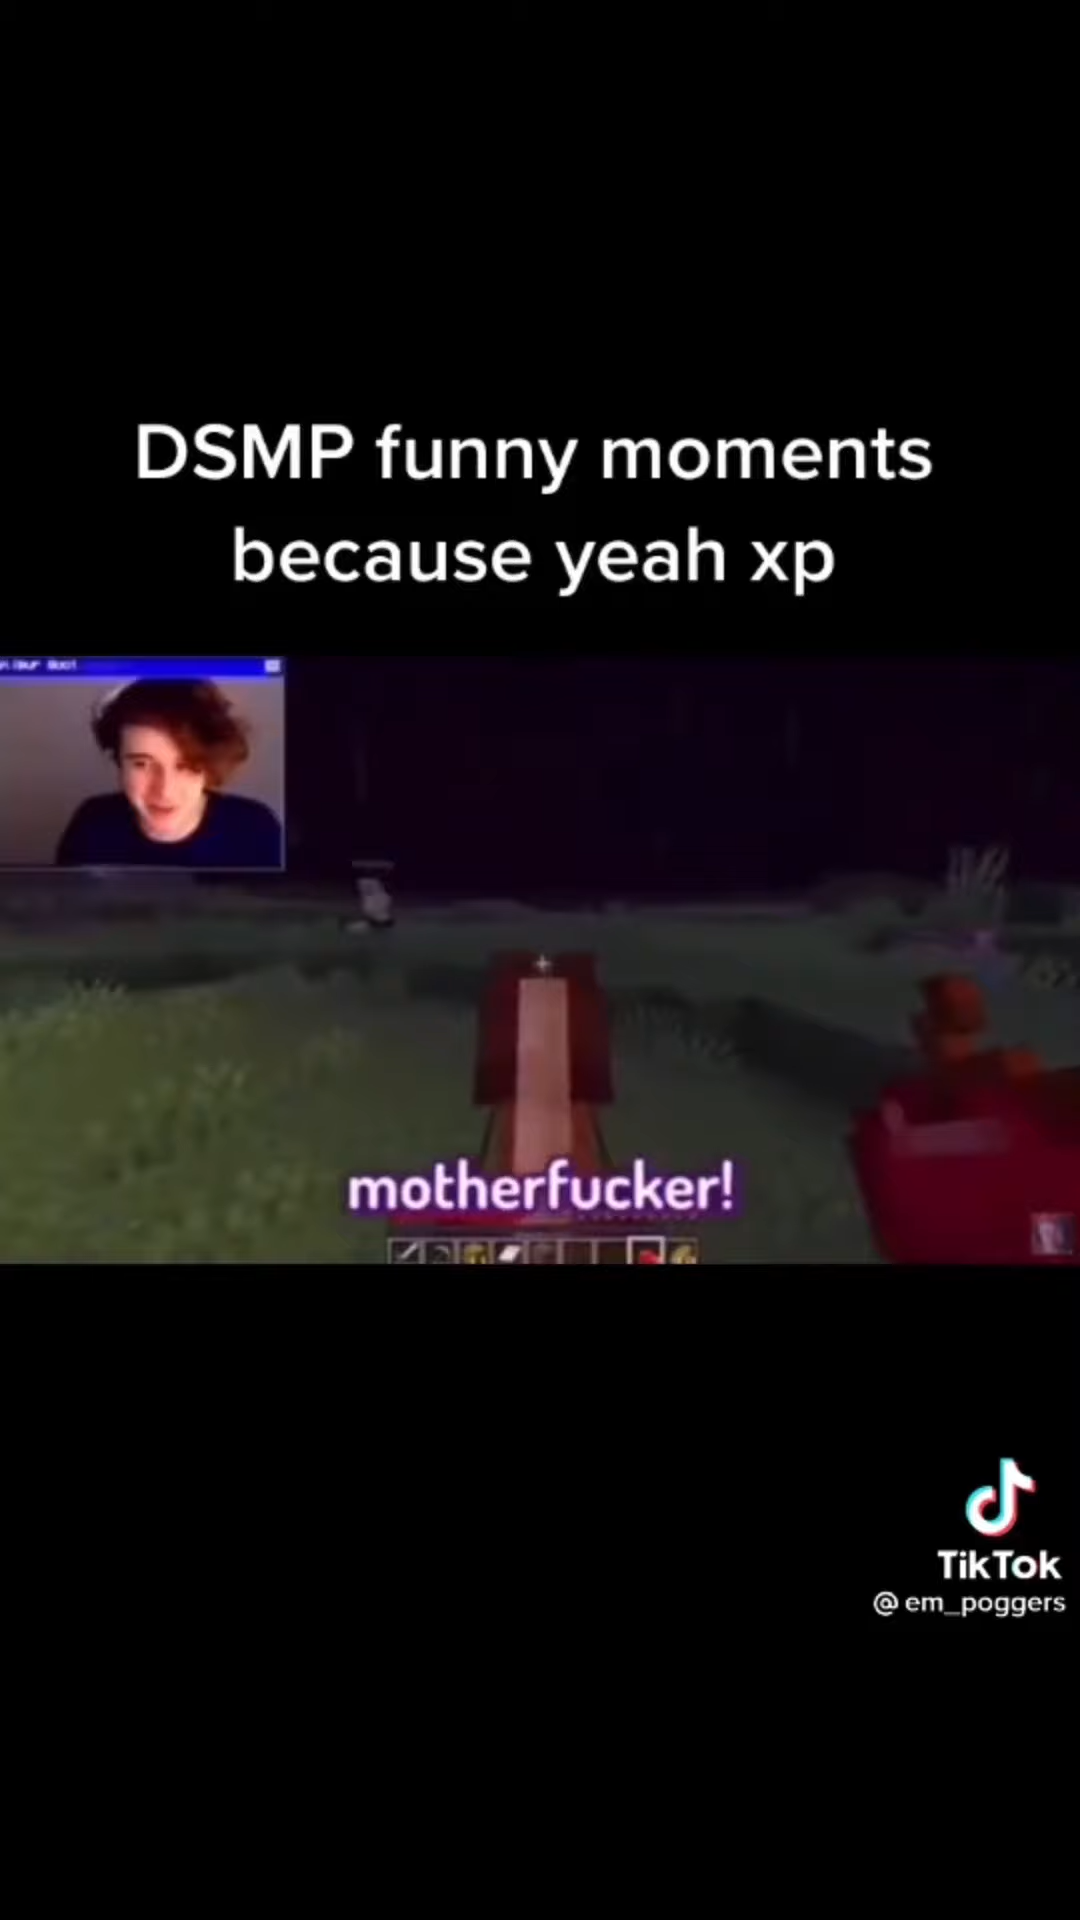 DSMP funny moments
because yeah xp
motherfucker!
TikTok
@em_poggers